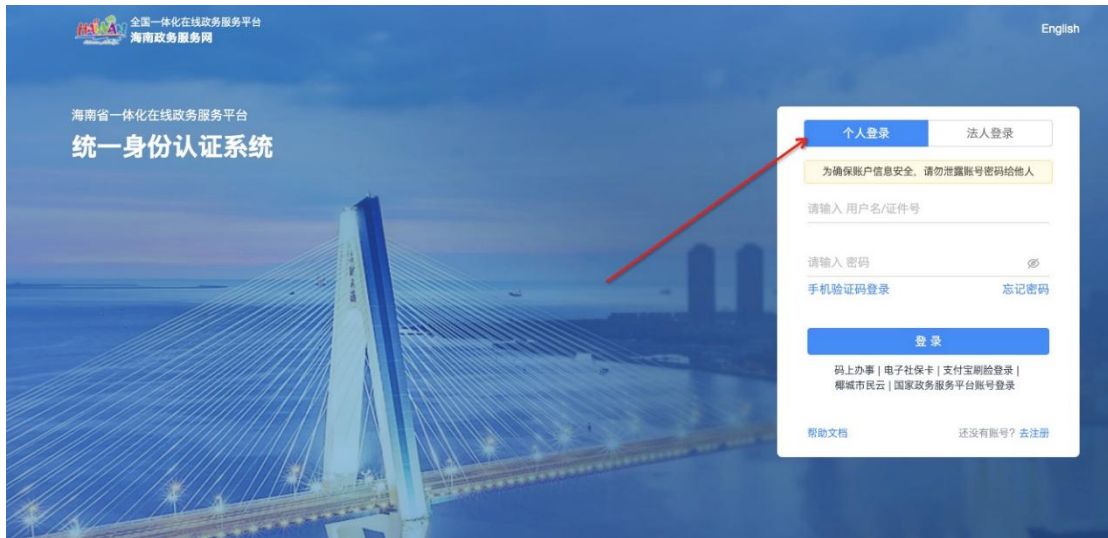 HAINAN
全国一体化在线政务服务平台
海南政务服务网
English
海南省一体化在线政务服务平台
统一身份认证系统
个人登录
法人登录
为确保账户信息安全，请勿泄露账号密码给他人
请输入 用户名/证件号
请输入 密码
手机验证码登录
忘记密码
登 录
码上办事 | 电子社保卡 | 支付宝刷脸登录 |
椰城市民云 | 国家政务服务平台账号登录
帮助文档
还没有账号? 去注册